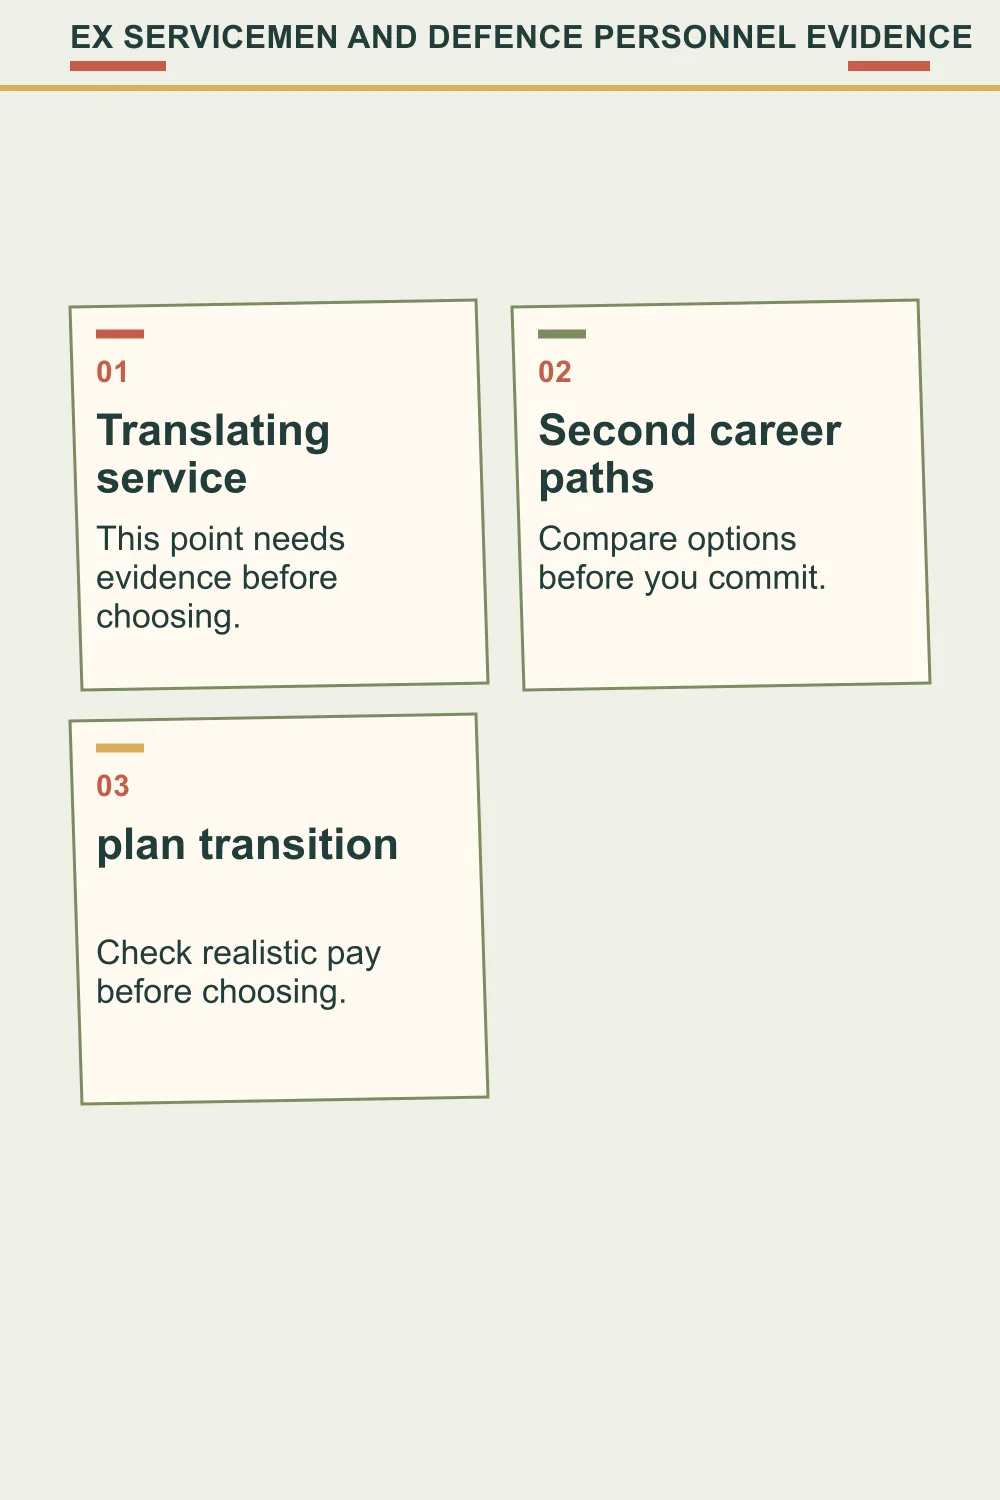 EX SERVICEMEN AND DEFENCE PERSONNEL EVIDENCE
01
Translating
service
This point needs
evidence before
choosing.
02
Second career
paths
Compare options
before you commit.
03
plan transition
Check realistic pay
before choosing.